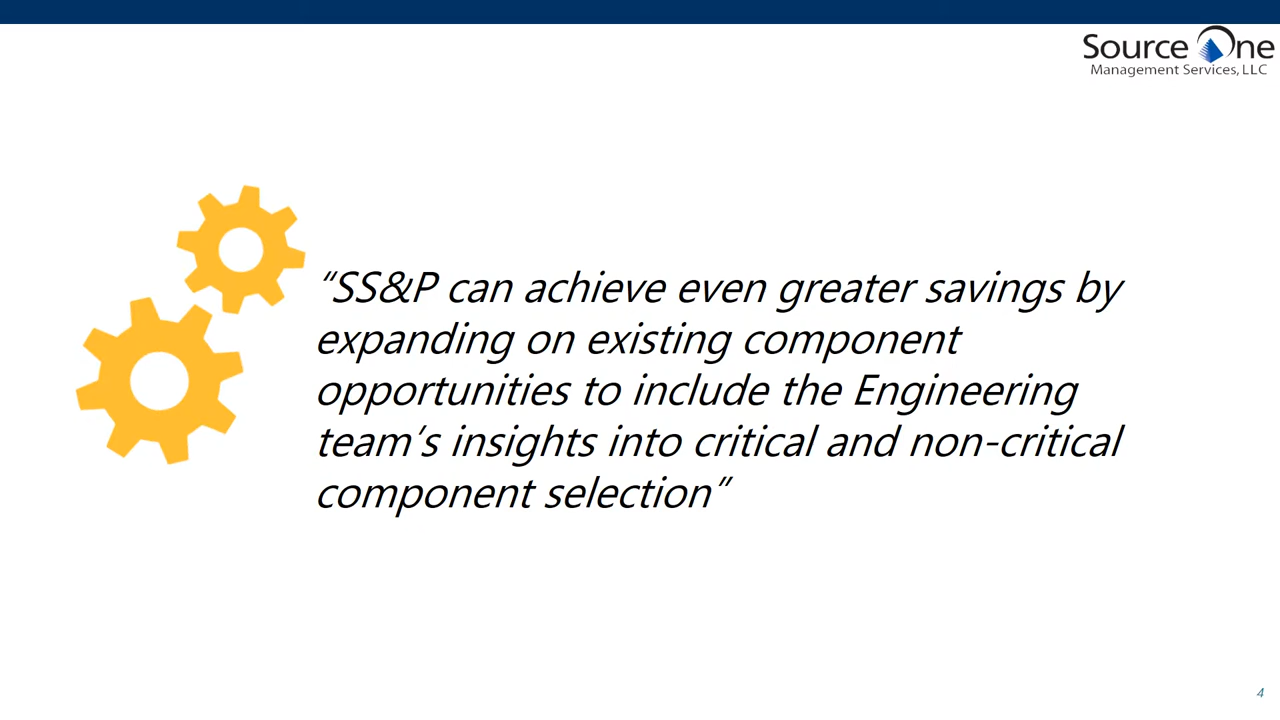 Source One
Management Services, LLC
“SS&P can achieve even greater savings by
expanding on existing component
opportunities to include the Engineering
team’s insights into critical and non-critical
component selection”
4